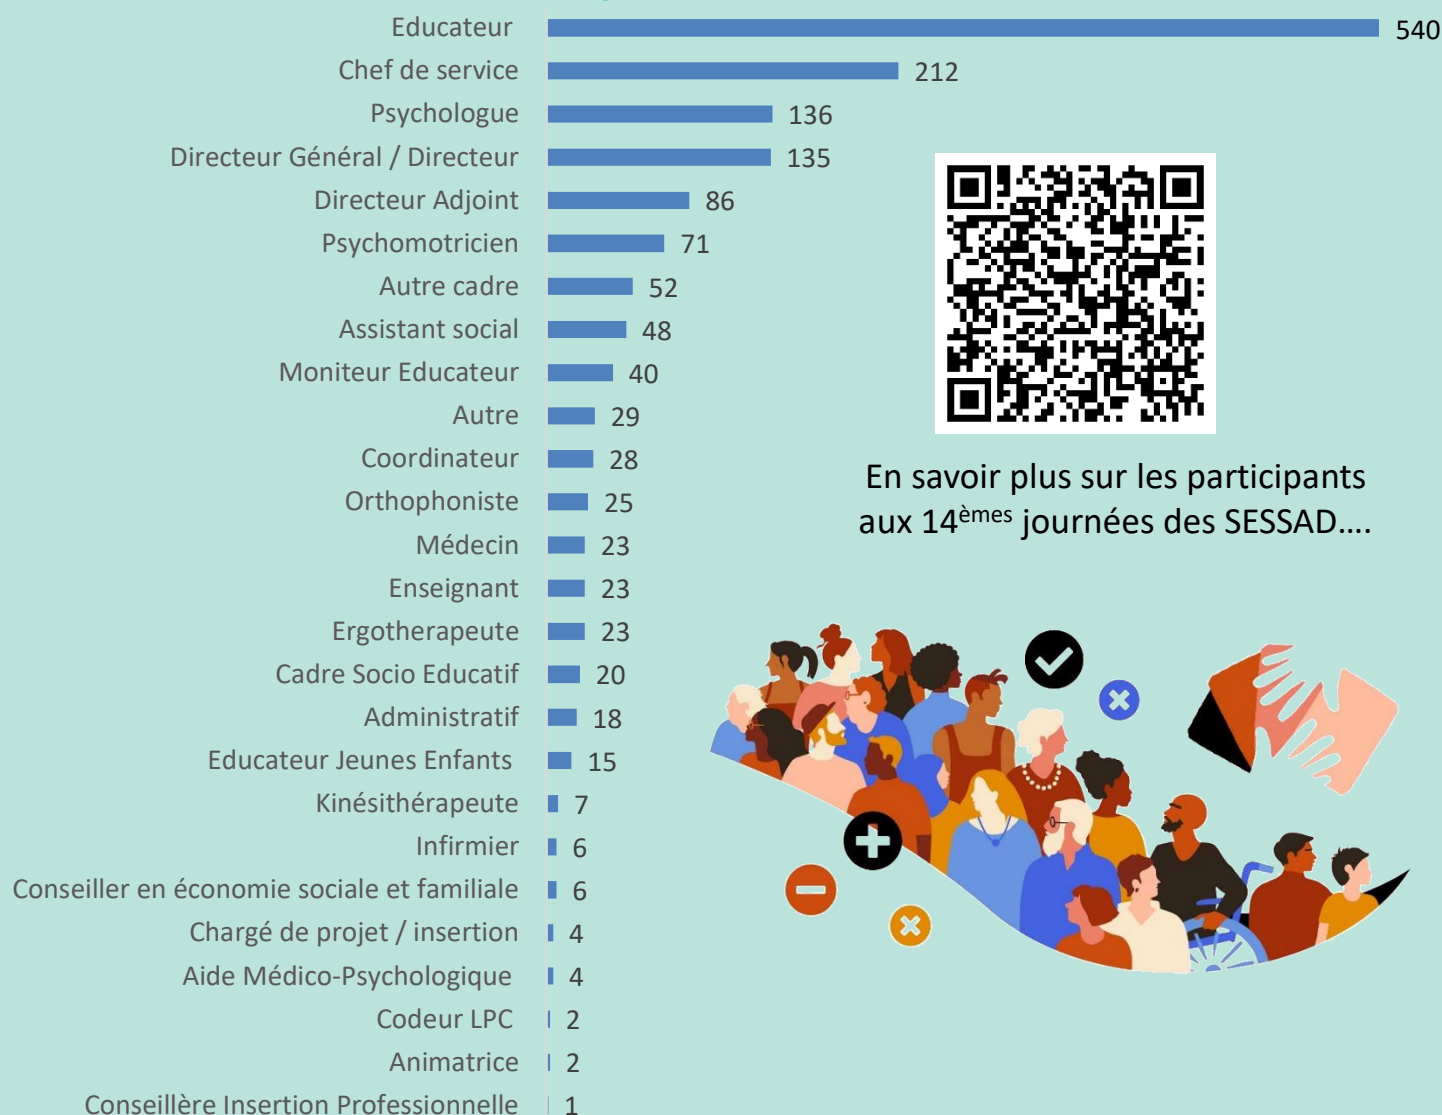 Educateur 540
Chef de service 212
Psychologue 136
Directeur Général / Directeur 135
Directeur Adjoint 86
Psychomotricien 71
Autre cadre 52
Assistant social 48
Moniteur Educateur 40
Autre 29
Coordinateur 28
Orthophoniste 25
Médecin 23
Enseignant 23
Ergotherapeute 23
Cadre Socio Educatif 20
Administratif 18
Educateur Jeunes Enfants 15
Kinésithérapeute 7
Infirmier 6
Conseiller en économie sociale et familiale 6
Chargé de projet / insertion 4
Aide Médico-Psychologique 4
Codeur LPC 2
Animatrice 2
Conseillère Insertion Professionnelle 1
En savoir plus sur les participants
aux 14èmes journées des SESSAD....